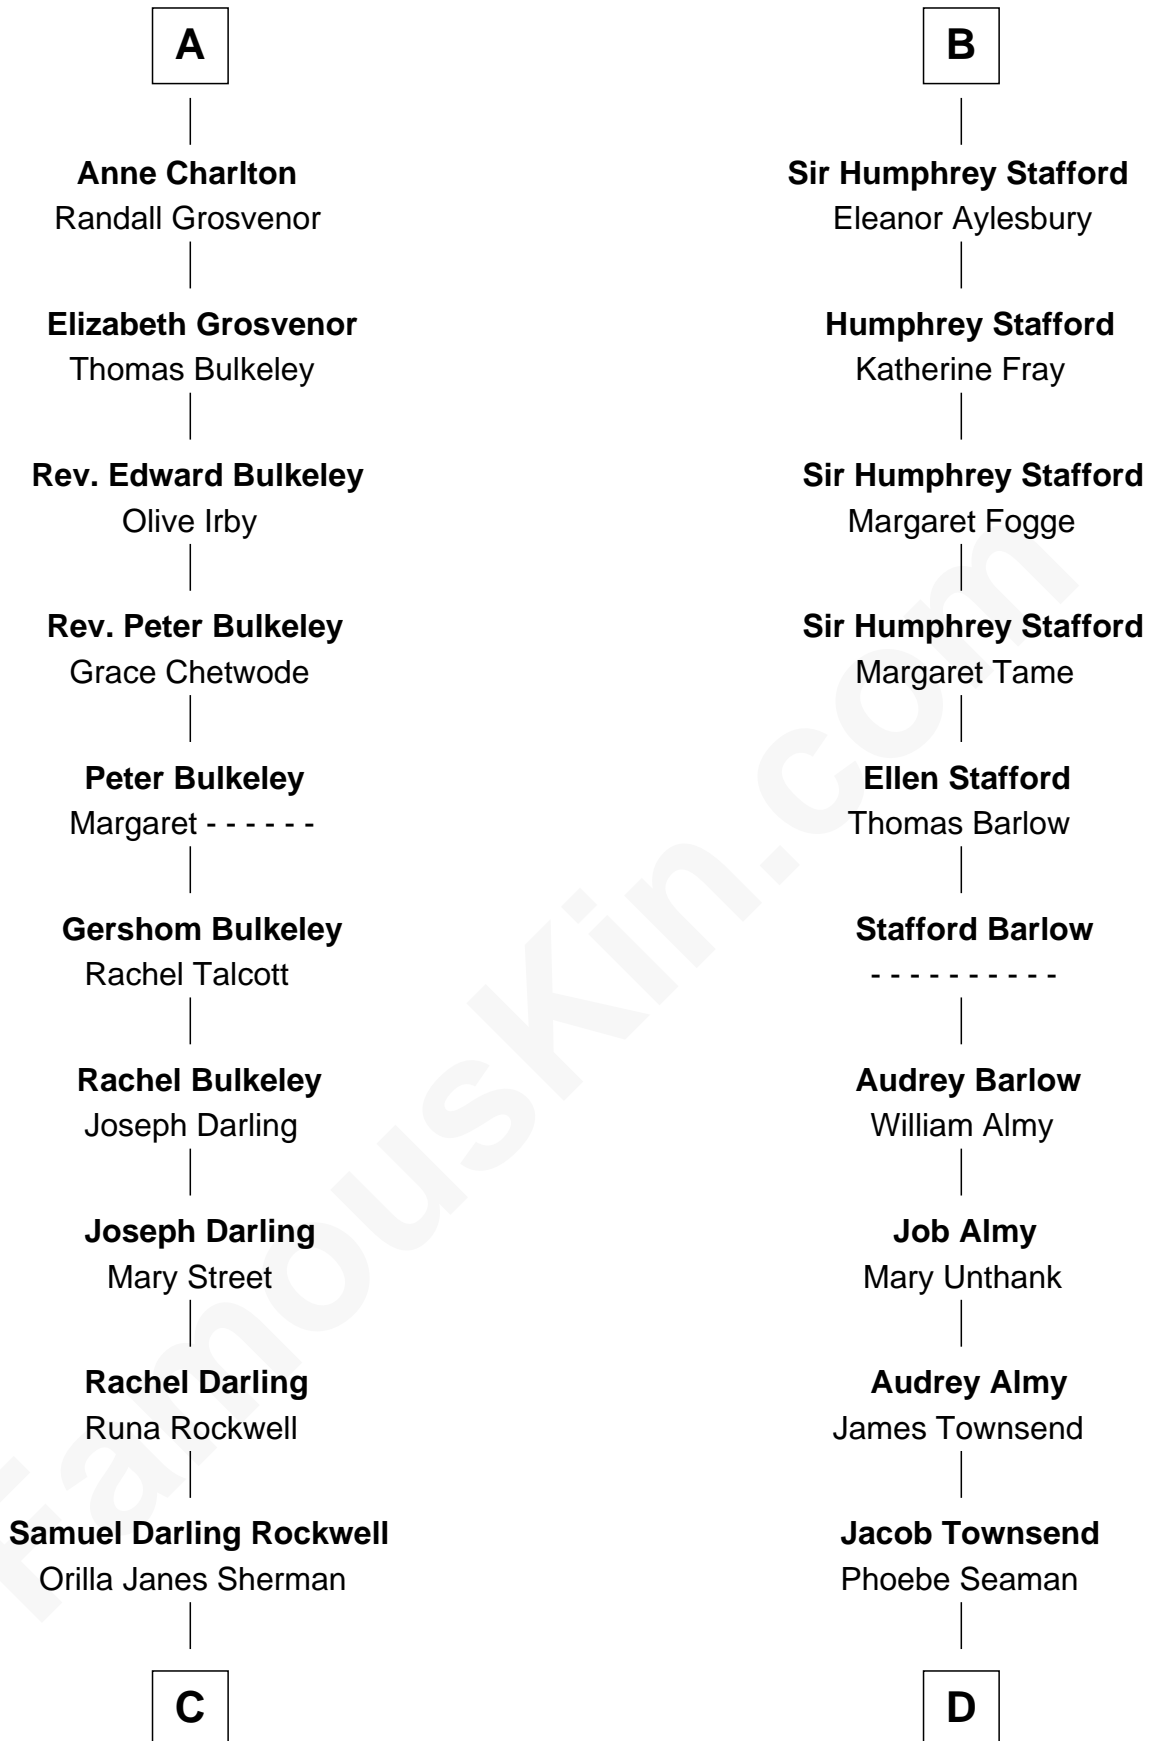 A
Anne Charlton
Randall Grosvenor
Elizabeth Grosvenor
Thomas Bulkeley
Rev. Edward Bulkeley
Olive Irby
Rev. Peter Bulkeley
Grace Chetwode
Peter Bulkeley
Margaret - - - - - -
Gershom Bulkeley
Rachel Talcott
Rachel Bulkeley
Joseph Darling
Joseph Darling
Mary Street
Rachel Darling
Runa Rockwell
Samuel Darling Rockwell
Orilla Janes Sherman
C
B
Sir Humphrey Stafford
Eleanor Aylesbury
Humphrey Stafford
Katherine Fray
Sir Humphrey Stafford
Margaret Fogge
Sir Humphrey Stafford
Margaret Tame
Ellen Stafford
Thomas Barlow
Stafford Barlow
- - - - - - - - - -
Audrey Barlow
William Almy
Job Almy
Mary Unthank
Audrey Almy
James Townsend
Jacob Townsend
Phoebe Seaman
D
FamousKin.com